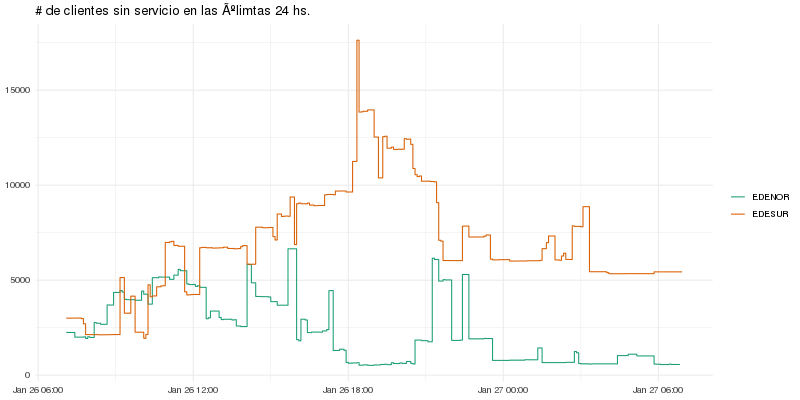 # de clientes sin servicio en las Ãºlimtas 24 hs.
15000
10000
5000
0
Jan 26 06:00
Jan 26 12:00
Jan 26 18:00
Jan 27 00:00
Jan 27 06:00
EDENOR
EDESUR